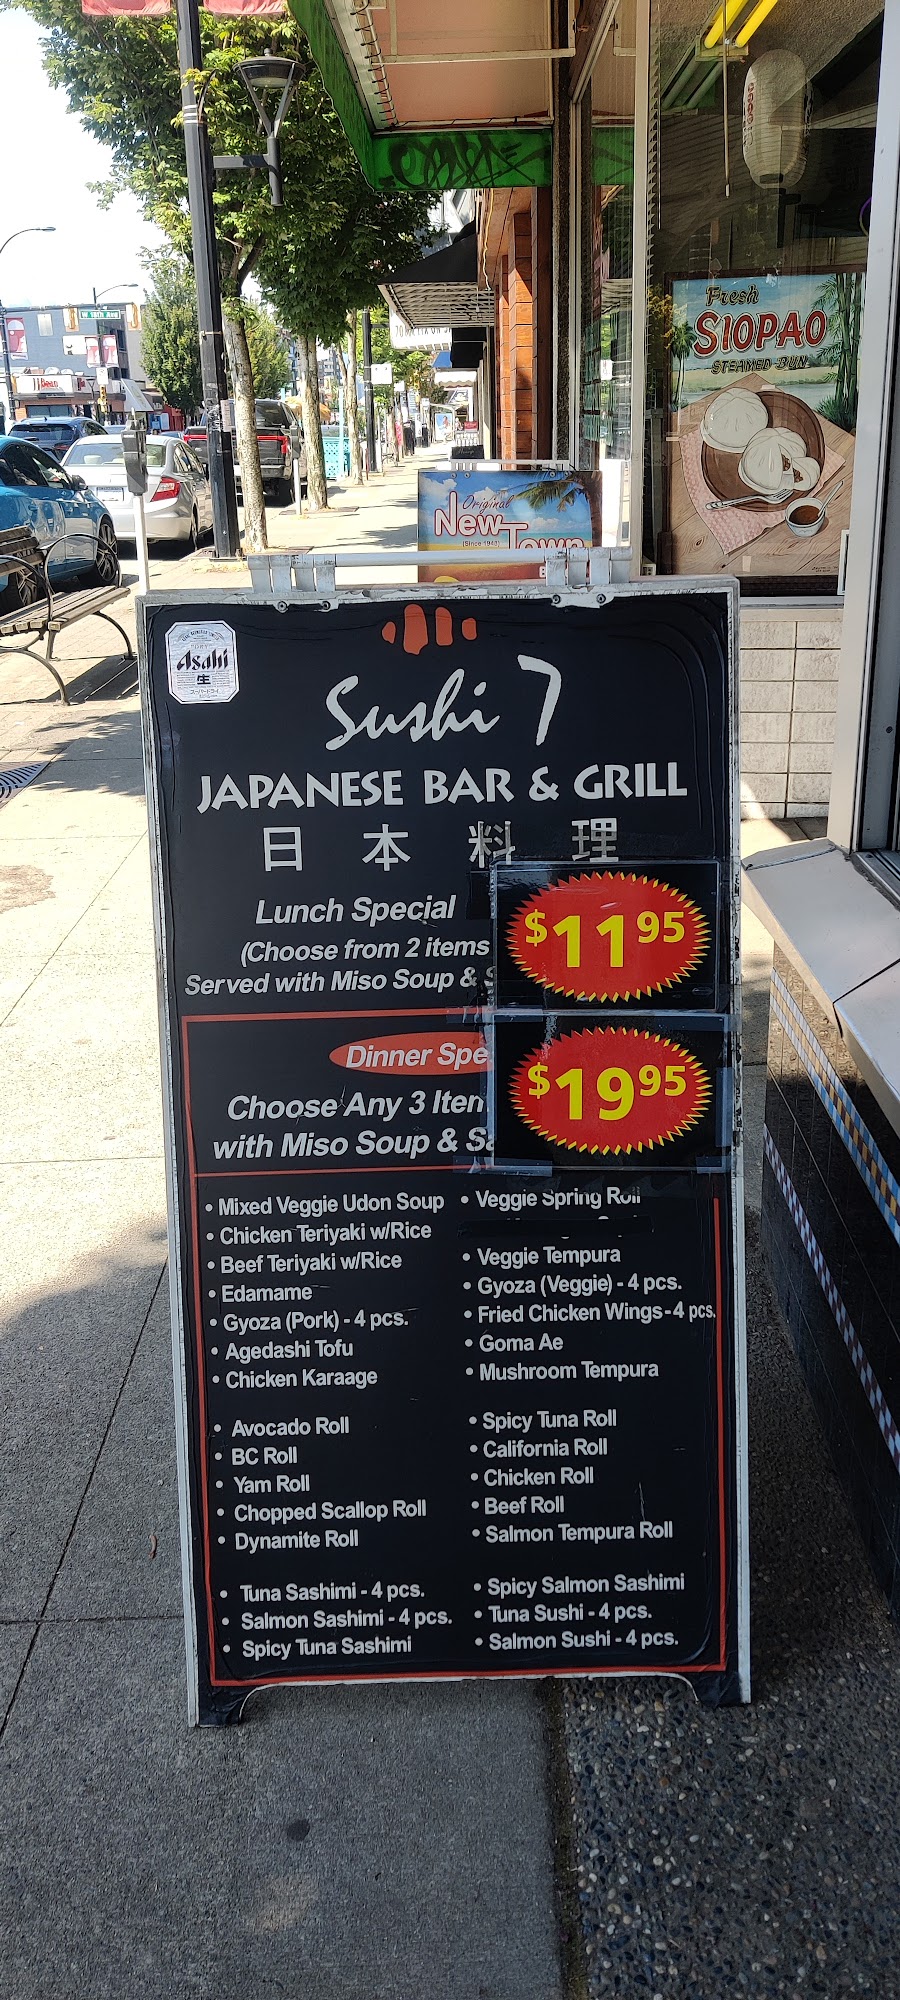 W 18th Ave
Fresh
SIOPAO
STEAMED BUN
Original
New Town
(Since 1948)
Asahi
生
Sushi 7
JAPANESE BAR & GRILL
日本料理
Lunch Special
$11.95
(Choose from 2 items
Served with Miso Soup &
Dinner
$19.95
Choose Any 3
with Miso Soup &
• Mixed Veggie Udon Soup
• Chicken Teriyaki w/Rice
• Beef Teriyaki w/Rice
• Edamame
• Gyoza (Pork) - 4 pcs.
• Agedashi Tofu
• Chicken Karaage
• Veggie Spring Roll
• Veggie Tempura
• Gyoza (Veggie) - 4 pcs.
• Fried Chicken Wings - 4 pcs.
• Goma Ae
• Mushroom Tempura
• Avocado Roll
• BC Roll
• Yam Roll
• Chopped Scallop Roll
• Dynamite Roll
• Spicy Tuna Roll
• California Roll
• Chicken Roll
• Beef Roll
• Salmon Tempura Roll
• Tuna Sashimi - 4 pcs.
• Salmon Sashimi - 4 pcs.
• Spicy Tuna Sashimi
• Spicy Salmon Sashimi
• Tuna Sushi - 4 pcs.
• Salmon Sushi - 4 pcs.